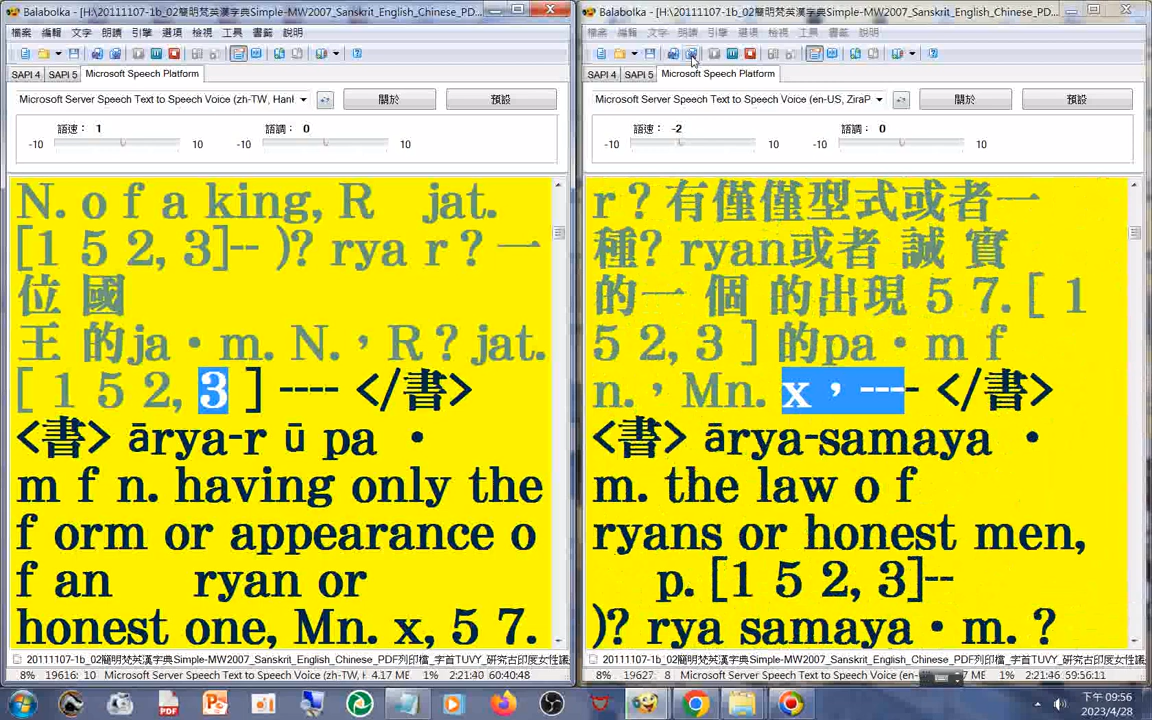 Balabolka - [H:\20111107-1b_02簡明梵英漢字典Simple-MW2007_Sanskrit_English_Chinese_PD...
檔案 編輯 文字 朗讀 引擎 選項 檢視 工具 書籤 說明
SAPI 4 SAPI 5 Microsoft Speech Platform
Microsoft Server Speech Text to Speech Voice (zh-TW, Hanl 關於 預設
語速: 1 語調: 0
-10 10 -10 10
N. o f a king, R jat.
[1 5 2, 3]-- )? rya r ? 一
位 國
王 的ja·m. N.,R?jat.
[ 1 5 2, 3 ] ---- </書>
<書> ārya-r ū pa •
m f n. having only the
f orm or appearance o
f an ryan or
honest one, Mn. x, 5 7.
20111107-1b_02簡明梵英漢字典Simple-MW2007_Sanskrit_English_Chinese_PDF列印檔_字首TUVY_研究古印度女性議
8% 19616: 10 Microsoft Server Speech Text to Speech Voice (zh-TW, H 4.17 ME 1% 2:21:40 60:40:48
Balabolka - [H:\20111107-1b_02簡明梵英漢字典Simple-MW2007_Sanskrit_English_Chinese_PDF...
檔案 編輯 文字 朗讀 引擎 選項 檢視 工具 書籤 說明
SAPI 4 SAPI 5 Microsoft Speech Platform
Microsoft Server Speech Text to Speech Voice (en-US, ZiraP 關於 預設
語速: -2 語調: 0
-10 10 -10 10
r ? 有僅僅型式或者一
種? ryan或者 誠 實
的一 個 的出現 5 7. [ 1
5 2, 3 ] 的pa·m f
n.,Mn. x,---- </書>
<書> ārya-samaya •
m. the law o f
ryans or honest men,
p. [1 5 2, 3]--
)? rya samaya·m. ?
20111107-1b_02簡明梵英漢字典Simple-MW2007_Sanskrit_English_Chinese_PDF列印檔_字首TUVY_研究古印度女性議
8% 19627: 8 Microsoft Server Speech Text to Speech Voice 7 ME 1% 2:21:46 59:56:11
下午 09:56
2023/4/28